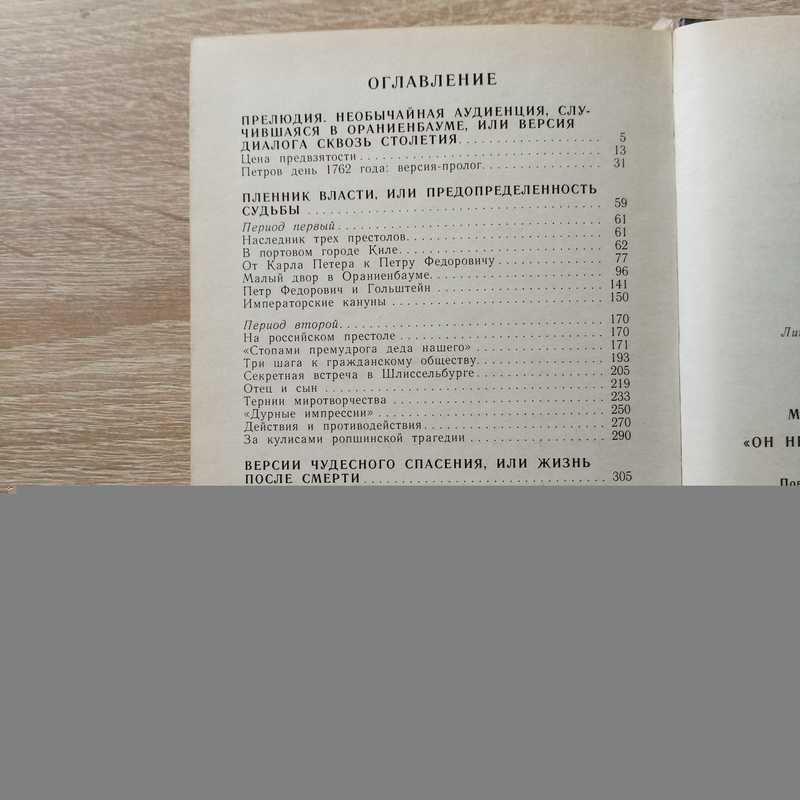 ОГЛАВЛЕНИЕ
ПРЕЛЮДИЯ. НЕОБЫЧАЙНАЯ АУДИЕНЦИЯ, СЛУ-
ЧИВШАЯСЯ В ОРАНИЕНБАУМЕ, ИЛИ ВЕРСИЯ
ДИАЛОГА СКВОЗЬ СТОЛЕТИЯ. 5
Цена предвзятости 13
Петров день 1762 года: версия-пролог. 31
ПЛЕННИК ВЛАСТИ, ИЛИ ПРЕДОПРЕДЕЛЕННОСТЬ
СУДЬБЫ 59
Период первый 61
Наследник трех престолов. 61
В портовом городе Киле. 62
От Карла Петера к Петру Федоровичу 77
Малый двор в Ораниенбауме. 96
Петр Федорович и Гольштейн 141
Императорские кануны 150
Период второй. 170
На российском престоле 170
«Стопами премудрога деда нашего» 171
Три шага к гражданскому обществу 193
Секретная встреча в Шлиссельбурге 205
Отец и сын 219
Тернии миротворчества 233
«Дурные импрессии» 250
Действия и противодействия 270
За кулисами ропшинской трагедии 290
ВЕРСИИ ЧУДЕСНОГО СПАСЕНИЯ, ИЛИ ЖИЗНЬ
ПОСЛЕ СМЕРТИ 305
Ли
М
«ОН НЕ
Пов